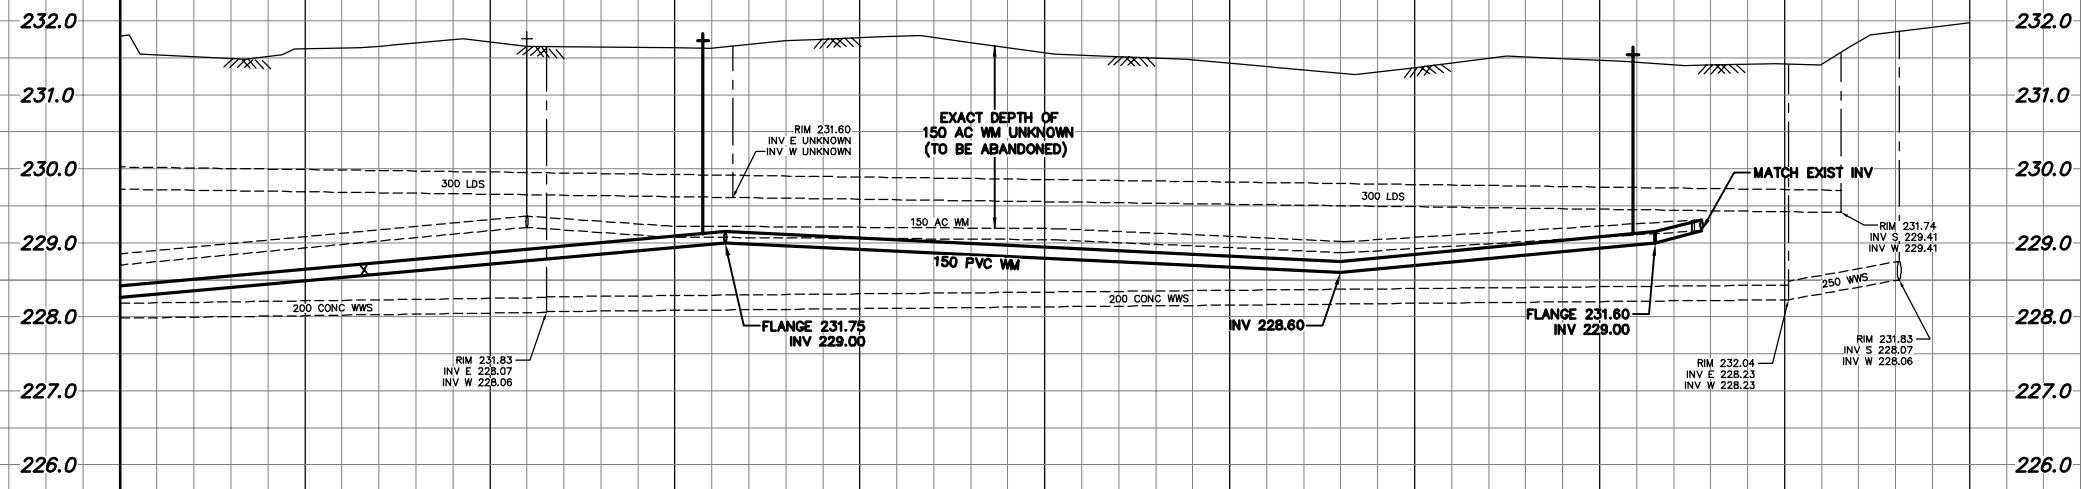 232.0
232.0
231.0
231.0
EXACT DEPTH OF
150 AC WM UNKNOWN
(TO BE ABANDONED)
RIM 231.60
INV E UNKNOWN
INV W UNKNOWN
230.0
230.0
MATCH EXIST INV
300 LDS
300 LDS
150 AC WM
RIM 231.74
INV S 229.41
INV W 229.41
229.0
229.0
150 PVC WM
250 WWS
200 CONC WWS
200 CONC WWS
228.0
228.0
FLANGE 231.75
INV 229.00
INV 228.60
FLANGE 231.60
INV 229.00
RIM 231.83
INV E 228.07
INV W 228.06
RIM 232.04
INV E 228.23
INV W 228.23
RIM 231.83
INV S 228.07
INV W 228.06
227.0
227.0
226.0
226.0